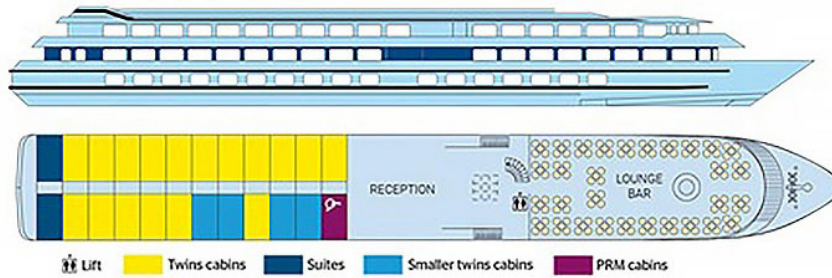 RECEPTION
LOUNGE
BAR
Lift
Twins cabins
Suites
Smaller twins cabins
PRM cabins